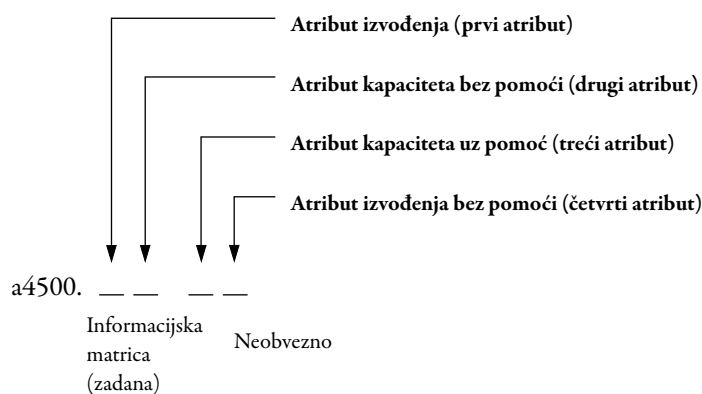 Atribut izvođenja (prvi atribut)
Atribut kapaciteta bez pomoći (drugi atribut)
Atribut kapaciteta uz pomoć (treći atribut)
Atribut izvođenja bez pomoći (četvrti atribut)
a4500. __ __ __ __
Informacijska
matrica
(zadana)
Neobvezno